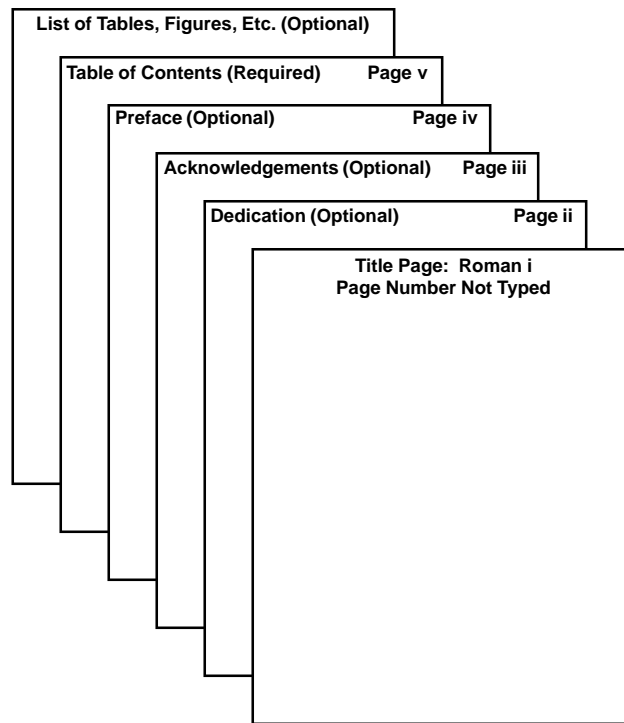 List of Tables, Figures, Etc. (Optional)
Table of Contents (Required) Page v
Preface (Optional) Page iv
Acknowledgements (Optional) Page iii
Dedication (Optional) Page ii
Title Page: Roman i
Page Number Not Typed